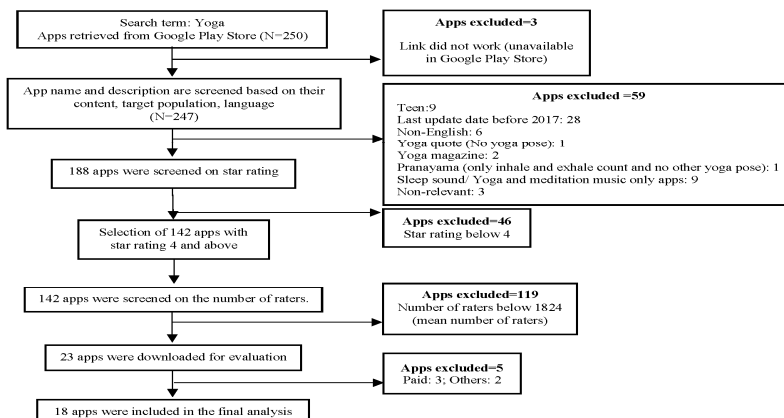 Search term: Yoga
Apps retrieved from Google Play Store (N=250)
Apps excluded=3
Link did not work (unavailable
in Google Play Store)
App name and description are screened based on their
content, target population, language
(N=247)
Apps excluded =59
Teen:9
Last update date before 2017: 28
Non-English: 6
Yoga quote (No yoga pose): 1
Yoga magazine: 2
Pranayama (only inhale and exhale count and no other yoga pose): 1
Sleep sound/ Yoga and meditation music only apps: 9
Non-relevant: 3
188 apps were screened on star rating
Apps excluded=46
Star rating below 4
Selection of 142 apps with
star rating 4 and above
142 apps were screened on the number of raters.
Apps excluded=119
Number of raters below 1824
(mean number of raters)
23 apps were downloaded for evaluation
Apps excluded=5
Paid: 3; Others: 2
18 apps were included in the final analysis